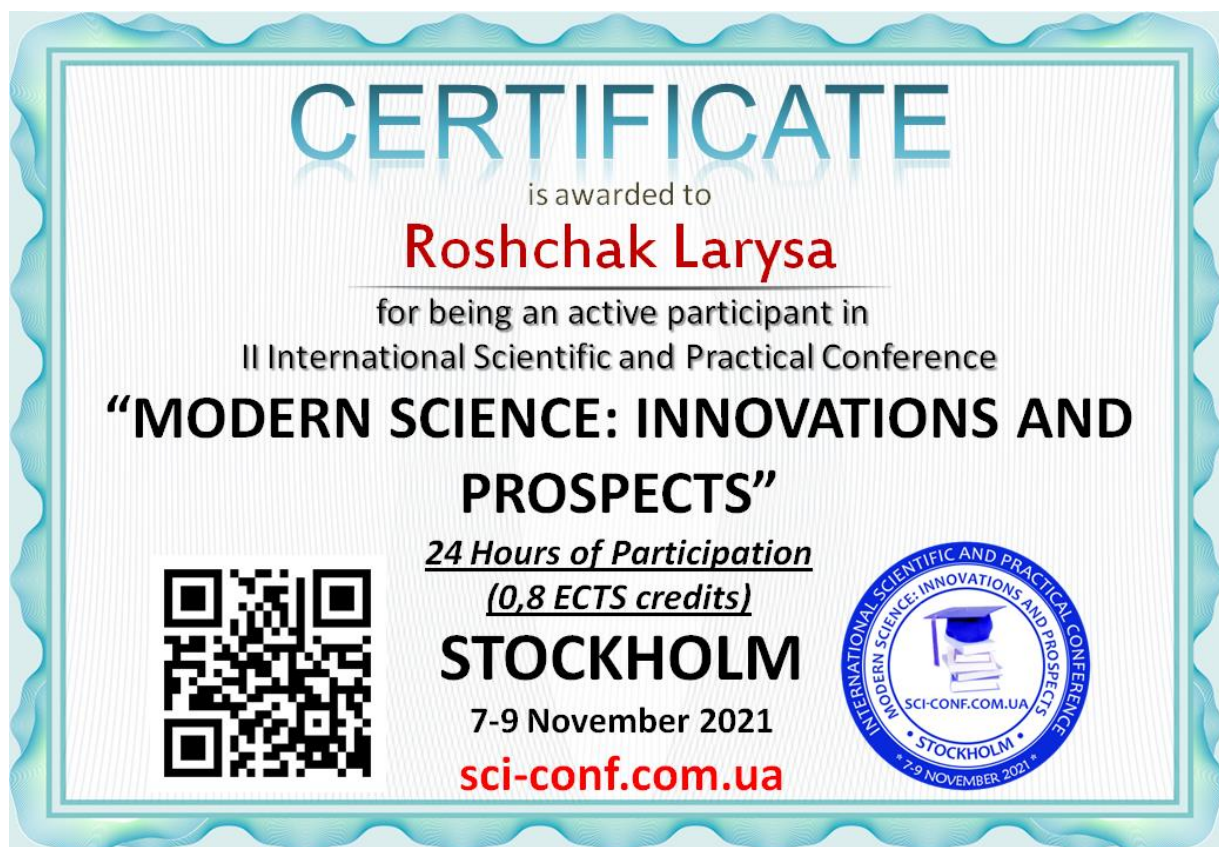 CERTIFICATE
is awarded to
Roshchak Larysa
for being an active participant in
II International Scientific and Practical Conference
“MODERN SCIENCE: INNOVATIONS AND
PROSPECTS”
24 Hours of Participation
(0,8 ECTS credits)
STOCKHOLM
7-9 November 2021
sci-conf.com.ua
INTERNATIONAL SCIENTIFIC AND PRACTICAL CONFERENCE
MODERN SCIENCE: INNOVATIONS AND PROSPECTS
SCI-CONF.COM.UA
• STOCKHOLM •
* 7-9 NOVEMBER 2021 *